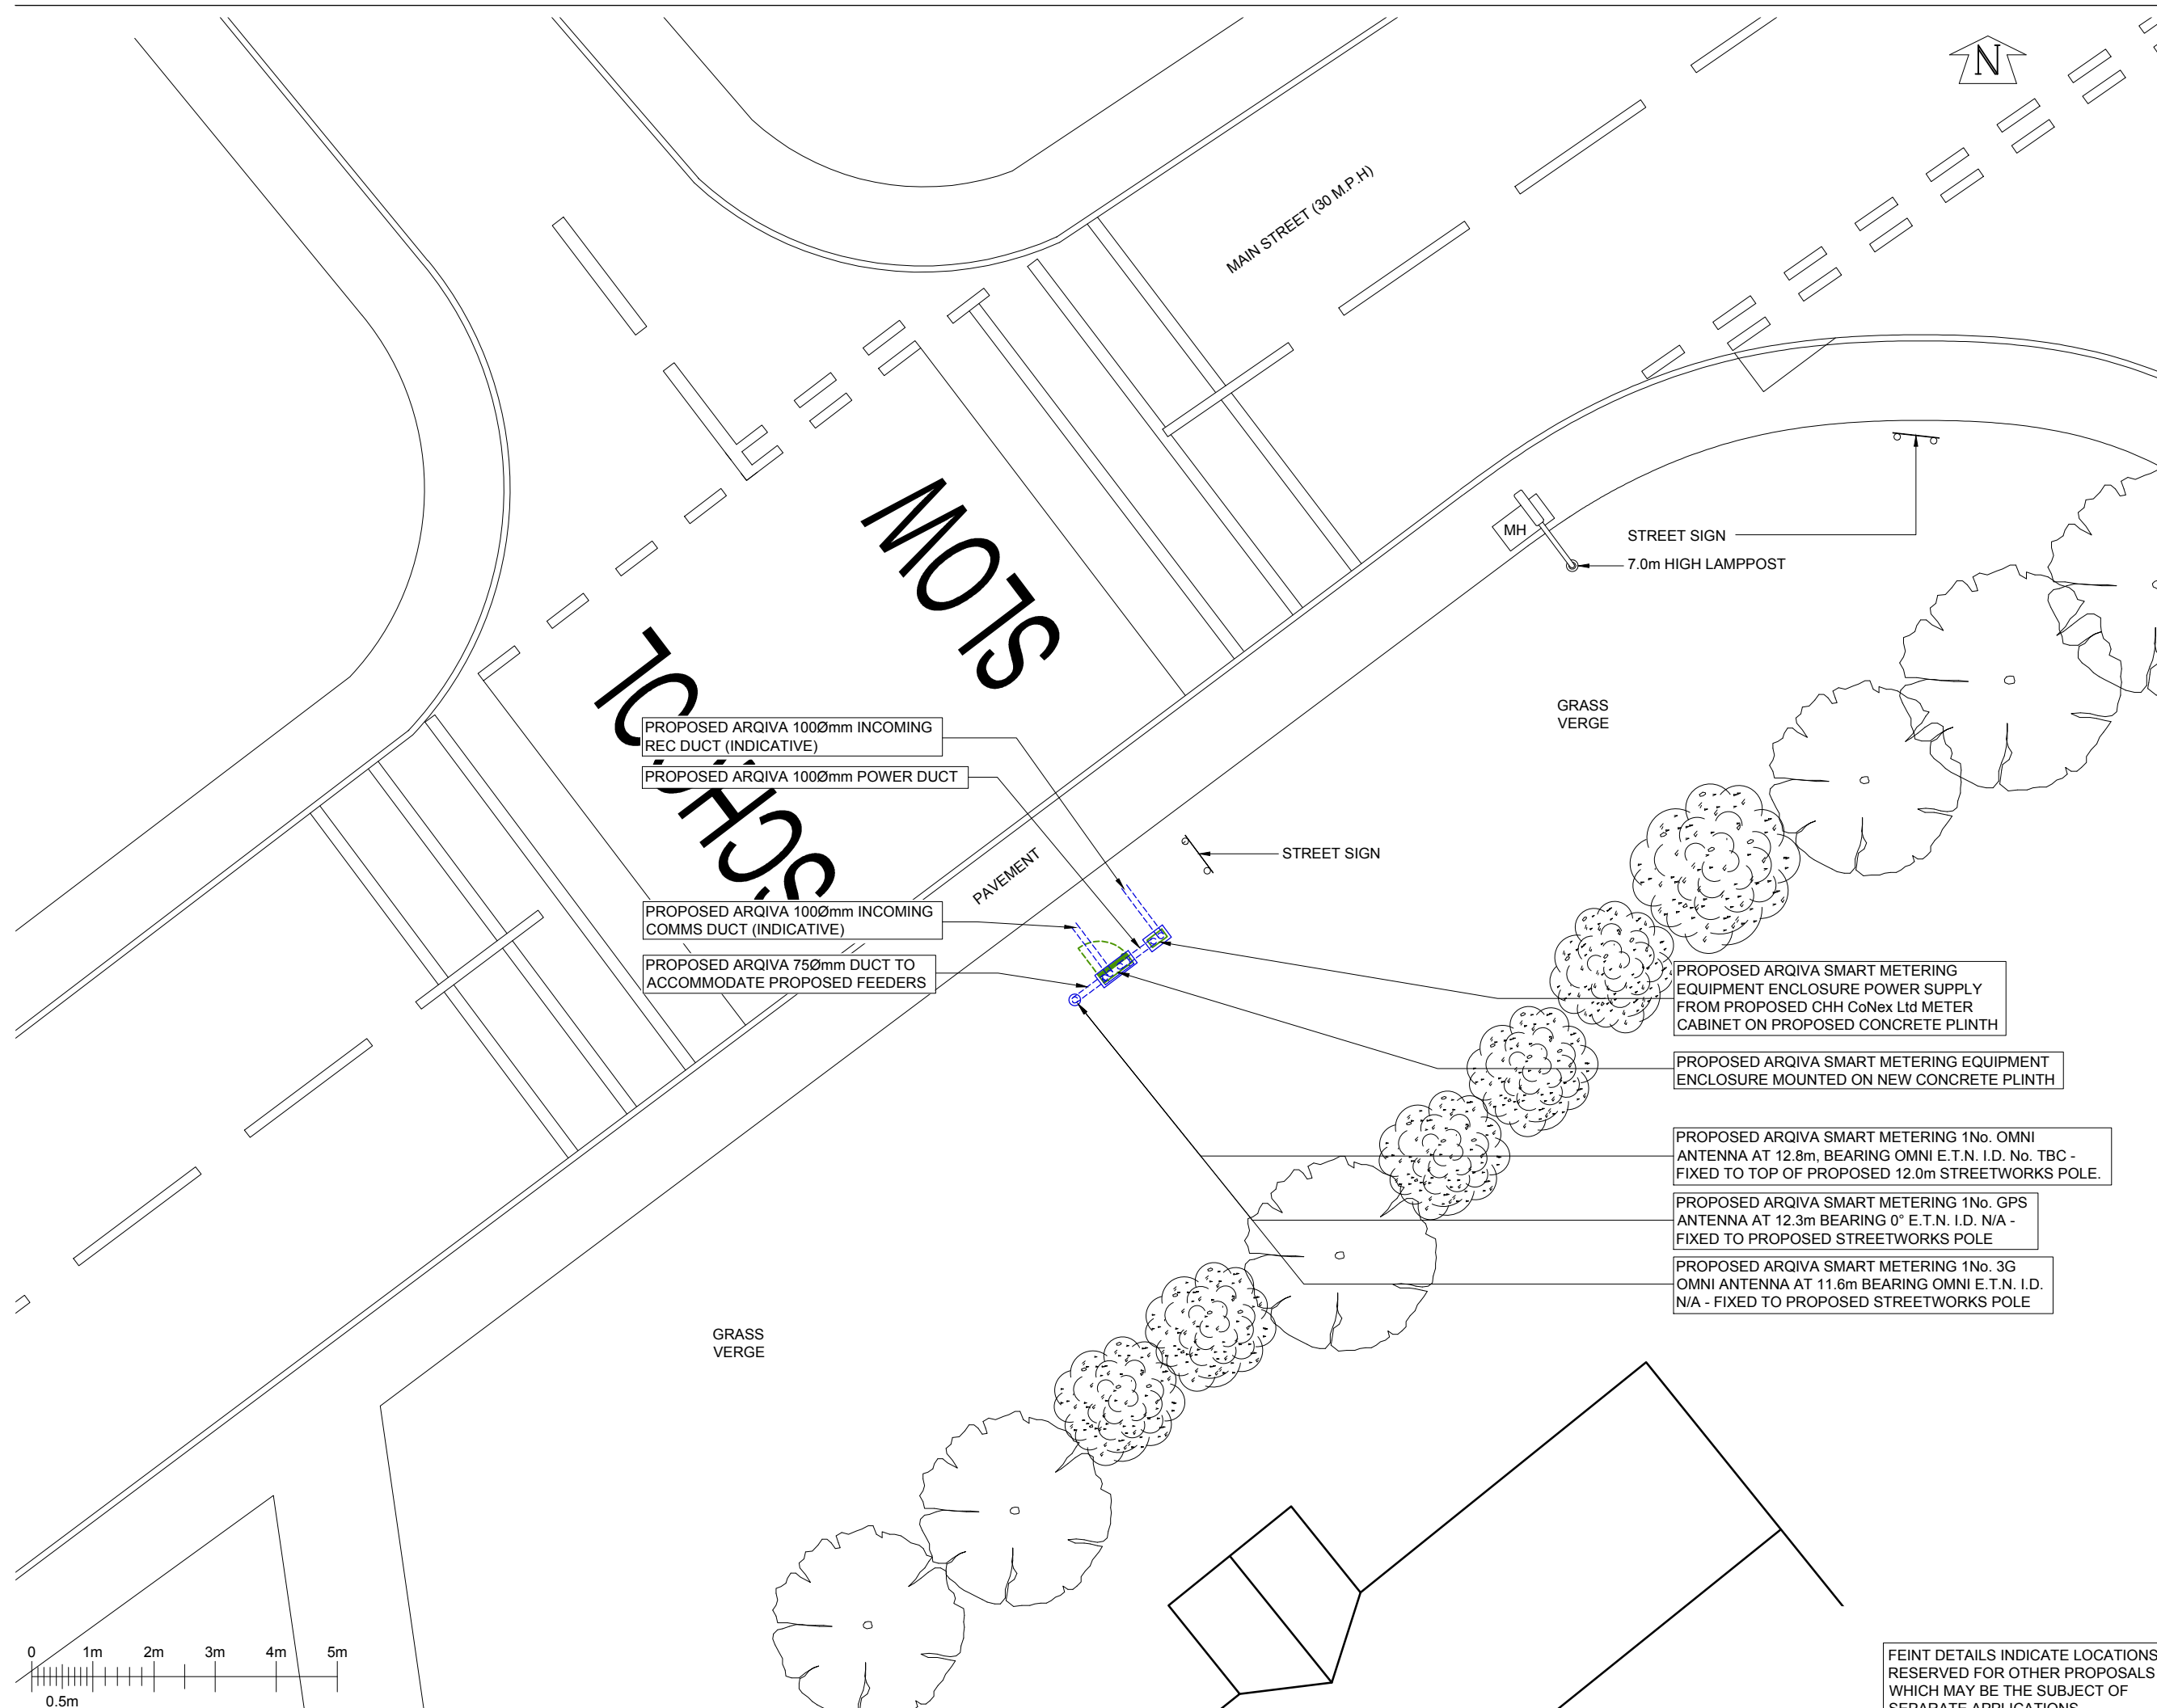 N
MAIN STREET (30 M.P.H)
SLOW
SCHOOL
MH
STREET SIGN
7.0m HIGH LAMPPOST
GRASS
VERGE
PROPOSED ARQIVA 100Ømm INCOMING
REC DUCT (INDICATIVE)
PROPOSED ARQIVA 100Ømm POWER DUCT
PAVEMENT
STREET SIGN
PROPOSED ARQIVA 100Ømm INCOMING
COMMS DUCT (INDICATIVE)
PROPOSED ARQIVA 75Ømm DUCT TO
ACCOMMODATE PROPOSED FEEDERS
PROPOSED ARQIVA SMART METERING
EQUIPMENT ENCLOSURE POWER SUPPLY
FROM PROPOSED CHH CoNex Ltd METER
CABINET ON PROPOSED CONCRETE PLINTH
PROPOSED ARQIVA SMART METERING EQUIPMENT
ENCLOSURE MOUNTED ON NEW CONCRETE PLINTH
PROPOSED ARQIVA SMART METERING 1No. OMNI
ANTENNA AT 12.8m, BEARING OMNI E.T.N. I.D. No. TBC -
FIXED TO TOP OF PROPOSED 12.0m STREETWORKS POLE.
PROPOSED ARQIVA SMART METERING 1No. GPS
ANTENNA AT 12.3m BEARING 0° E.T.N. I.D. N/A -
FIXED TO PROPOSED STREETWORKS POLE
PROPOSED ARQIVA SMART METERING 1No. 3G
OMNI ANTENNA AT 11.6m BEARING OMNI E.T.N. I.D.
N/A - FIXED TO PROPOSED STREETWORKS POLE
GRASS
VERGE
0 1m 2m 3m 4m 5m
0.5m
FEINT DETAILS INDICATE LOCATIONS
RESERVED FOR OTHER PROPOSALS
WHICH MAY BE THE SUBJECT OF
SEPARATE APPLICATIONS